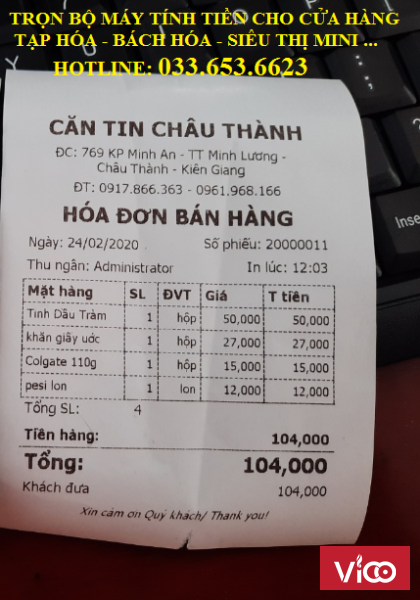 TRỌN BỘ MÁY TÍNH TIỀN CHO CỬA HÀNG
TẠP HÓA - BÁCH HÓA - SIÊU THỊ MINI ...
HOTLINE: 033.653.6623
CĂN TIN CHÂU THÀNH
ĐC: 769 KP Minh An - TT Minh Lương -
Châu Thành - Kiên Giang
ĐT: 0917.866.363 - 0961.968.166
HÓA ĐƠN BÁN HÀNG
Ngày: 24/02/2020 Số phiếu: 20000011
Thu ngân: Administrator In lúc: 12:03
Mặt hàng SL ĐVT Giá T tiền
Tinh Dầu Tràm 1 hộp 50,000 50,000
khăn giấy ướt 1 hộp 27,000 27,000
Colgate 110g 1 hộp 15,000 15,000
pesi lon 1 lon 12,000 12,000
Tổng SL: 4
Tiền hàng: 104,000
Tổng: 104,000
Khách đưa 104,000
Xin cảm ơn Quý khách/ Thank you!
Inse
Vico